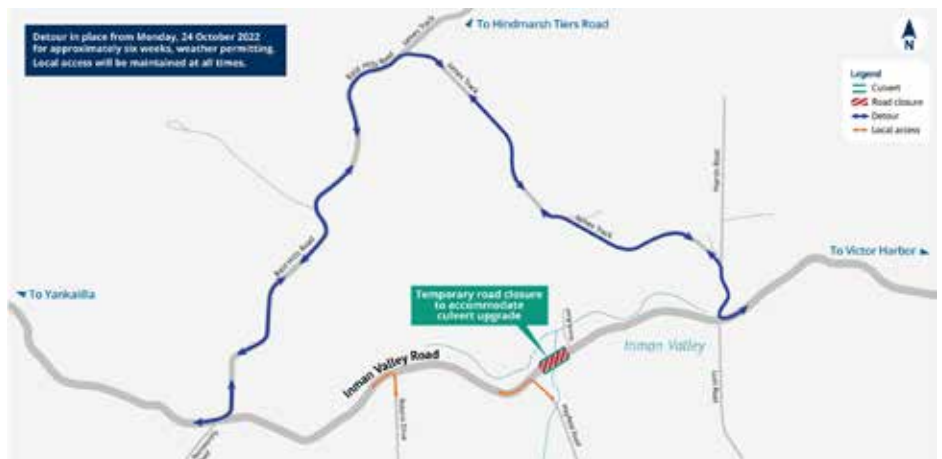 Detour in place from Monday, 24 October 2022
for approximately six weeks, weather permitting.
Local access will be maintained at all times.
To Hindmarsh Tiers Road
James Track
N
Legend
Culvert
Road closure
Detour
Local access
James Track
James Track
To Victor Harbor
To Yankalilla
Temporary road closure
to accommodate
culvert upgrade
Inman Valley
Inman Valley Road
Road